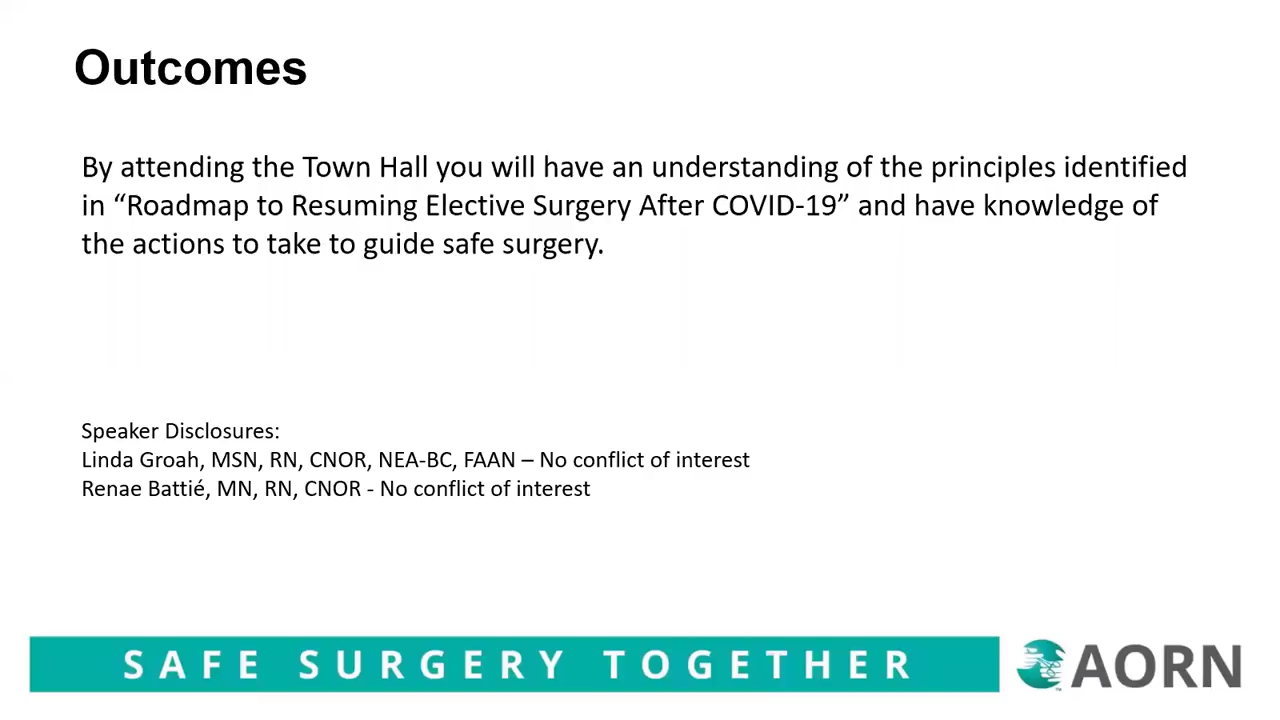 Outcomes
By attending the Town Hall you will have an understanding of the principles identified
in “Roadmap to Resuming Elective Surgery After COVID-19” and have knowledge of
the actions to take to guide safe surgery.
Speaker Disclosures:
Linda Groah, MSN, RN, CNOR, NEA-BC, FAAN – No conflict of interest
Renae Battié, MN, RN, CNOR - No conflict of interest
SAFE SURGERY TOGETHER
AORN